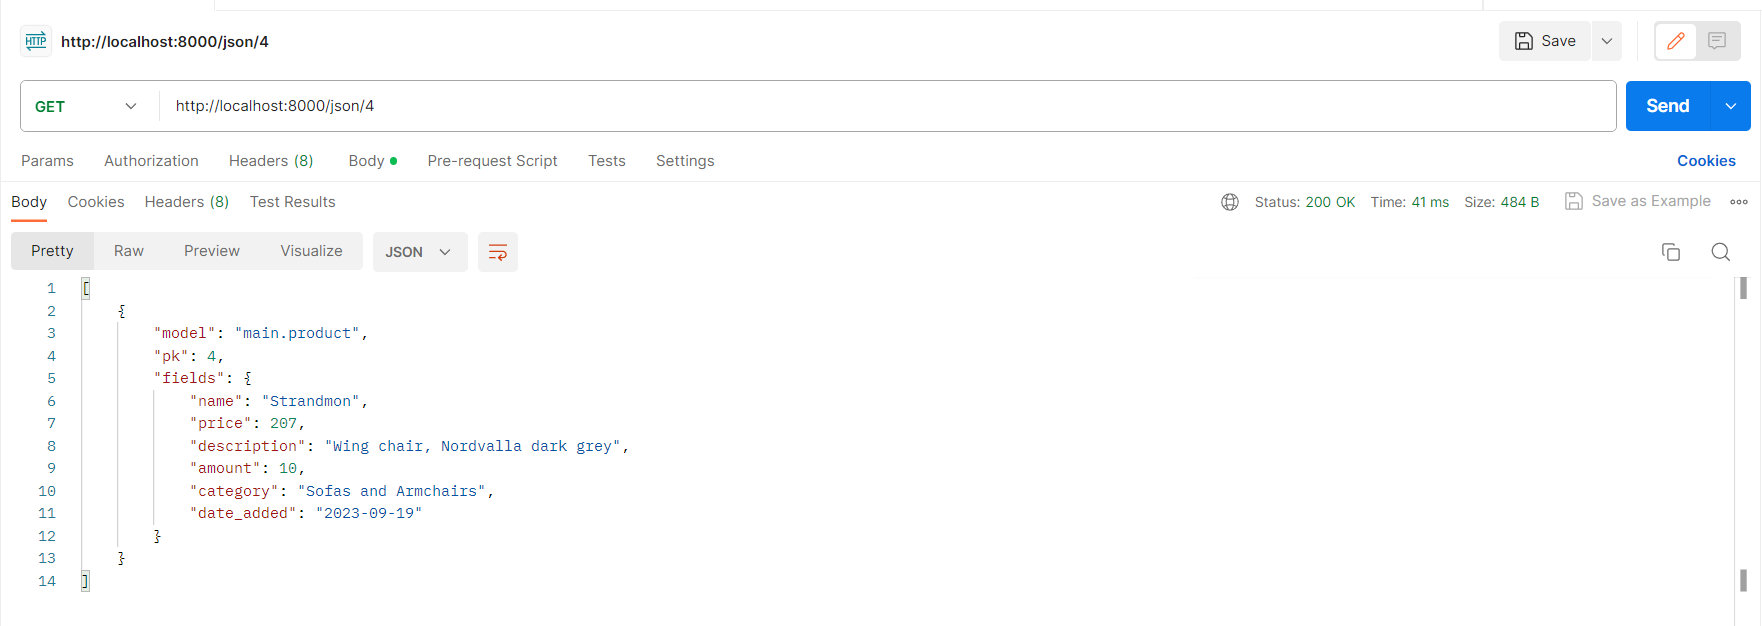 HTTP http://localhost:8000/json/4 Save
GET http://localhost:8000/json/4 Send
Params Authorization Headers (8) Body Pre-request Script Tests Settings Cookies
Body Cookies Headers (8) Test Results Status: 200 OK Time: 41 ms Size: 484 B Save as Example
Pretty Raw Preview Visualize JSON
1 [
2 {
3 "model": "main.product",
4 "pk": 4,
5 "fields": {
6 "name": "Strandmon",
7 "price": 207,
8 "description": "Wing chair, Nordvalla dark grey",
9 "amount": 10,
10 "category": "Sofas and Armchairs",
11 "date_added": "2023-09-19"
12 }
13 }
14 ]